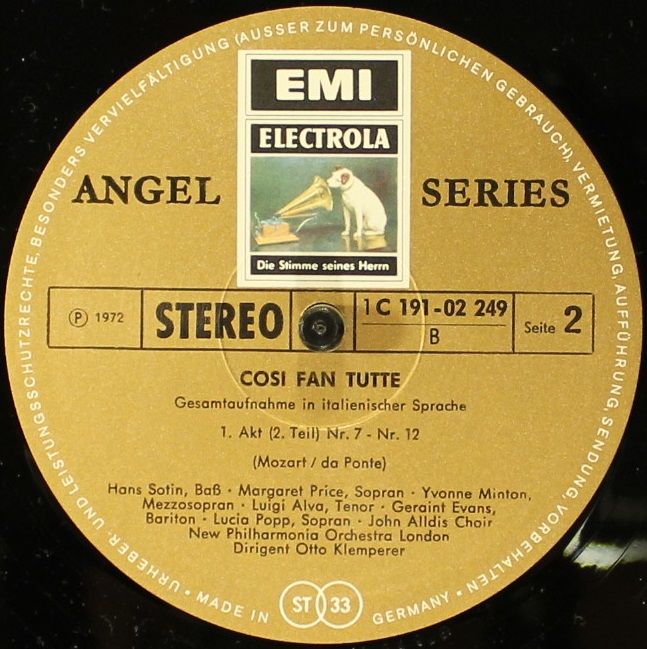 EMI
ELECTROLA
ANGEL SERIES
Die Stimme seines Herrn
Ⓟ 1972 STEREO 1 C 191-02 249 Seite 2
B
COSI FAN TUTTE
Gesamtaufnahme in italienischer Sprache
1. Akt (2. Teil) Nr. 7 - Nr. 12
(Mozart / da Ponte)
Hans Sotin, Baß · Margaret Price, Sopran · Yvonne Minton,
Mezzosopran · Luigi Alva, Tenor · Geraint Evans,
Bariton · Lucia Popp, Sopran · John Alldis Choir
New Philharmonia Orchestra London
Dirigent Otto Klemperer
ST 33
URHEBER- UND LEISTUNGSSCHUTZRECHTE, BESONDERS VERVIELFÄLTIGUNG (AUSSER ZUM PERSÖNLICHEN GEBRAUCH), VERMIETUNG, AUFFÜHRUNG, SENDUNG, VORBEHALTEN · MADE IN GERMANY ·